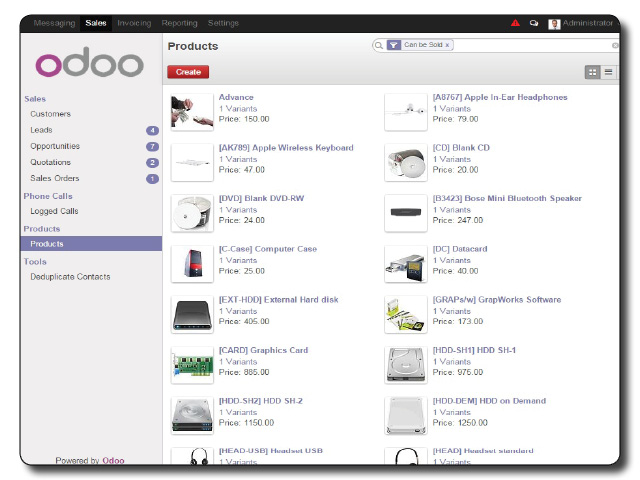 Messaging Sales Invoicing Reporting Settings
Administrator
odoo
Sales
Customers
Leads 4
Opportunities 7
Quotations 2
Sales Orders 1
Phone Calls
Logged Calls
Products
Products
Tools
Deduplicate Contacts
Powered by Odoo
Products
Can be Sold x
Create
Advance
1 Variants
Price: 150.00
[A8767] Apple In-Ear Headphones
1 Variants
Price: 79.00
[AK789] Apple Wireless Keyboard
1 Variants
Price: 47.00
[CD] Blank CD
1 Variants
Price: 20.00
[DVD] Blank DVD-RW
1 Variants
Price: 24.00
[B3423] Bose Mini Bluetooth Speaker
1 Variants
Price: 247.00
[C-Case] Computer Case
1 Variants
Price: 25.00
[DC] Datacard
1 Variants
Price: 40.00
[EXT-HDD] External Hard disk
1 Variants
Price: 405.00
[GRAPs/w] GrapWorks Software
1 Variants
Price: 173.00
[CARD] Graphics Card
1 Variants
Price: 885.00
[HDD-SH1] HDD SH-1
1 Variants
Price: 975.00
[HDD-SH2] HDD SH-2
1 Variants
Price: 1150.00
[HDD-DEM] HDD on Demand
1 Variants
Price: 1250.00
[HEAD-USB] Headset USB
1 Variants
[HEAD] Headset standard
1 Variants